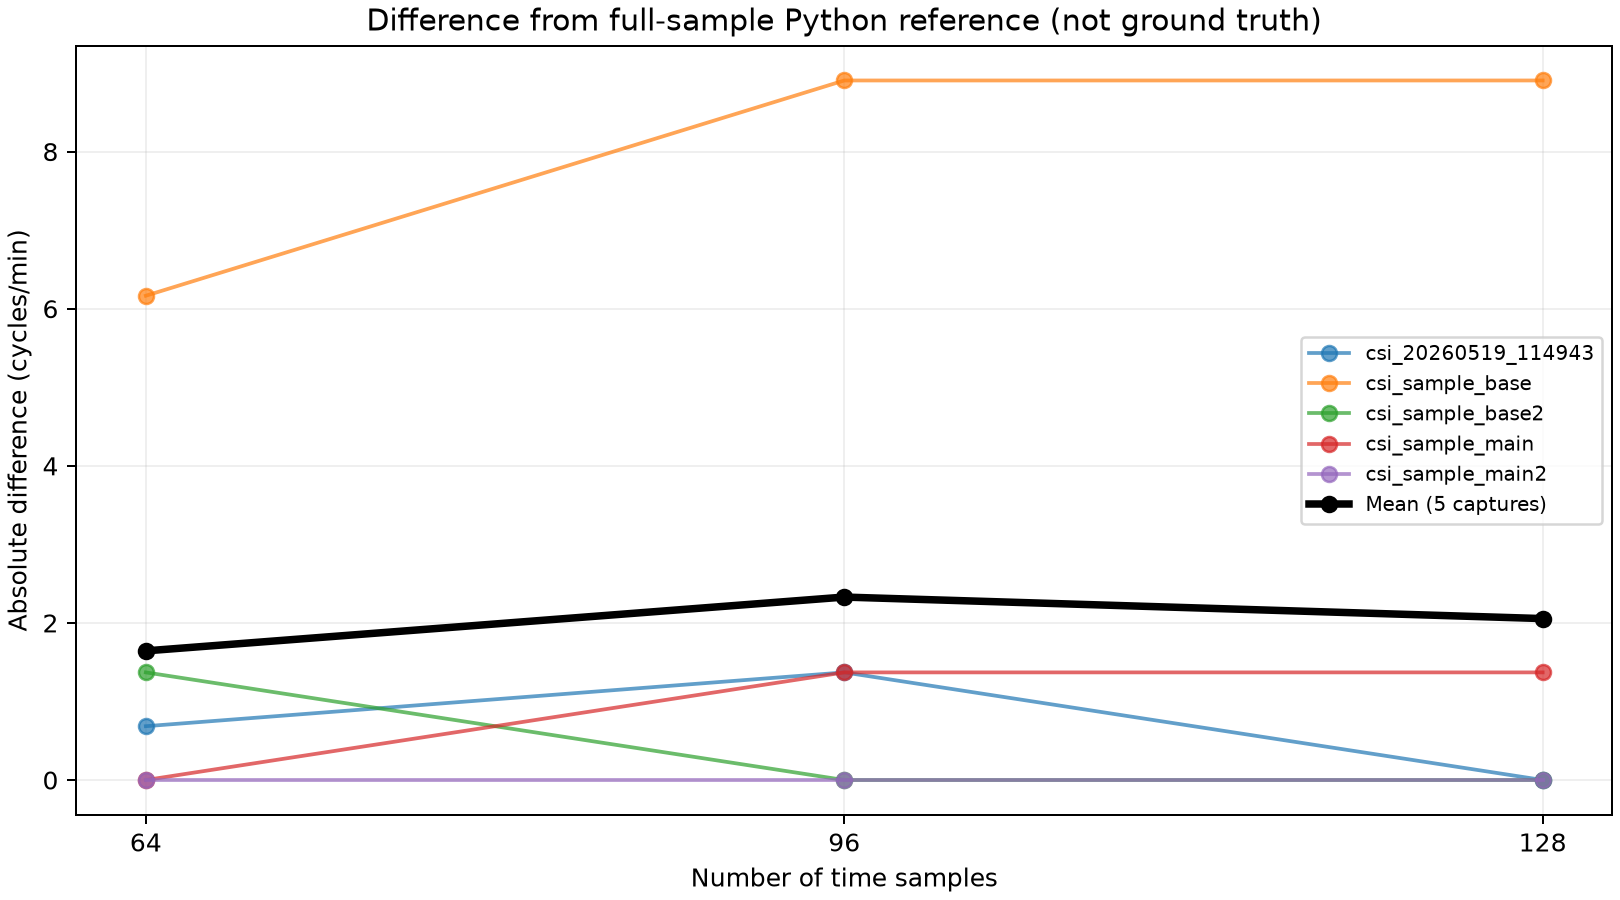 Difference from full-sample Python reference (not ground truth)
Absolute difference (cycles/min)
8
6
4
2
0
csi_20260519_114943
csi_sample_base
csi_sample_base2
csi_sample_main
csi_sample_main2
Mean (5 captures)
64 96 128
Number of time samples